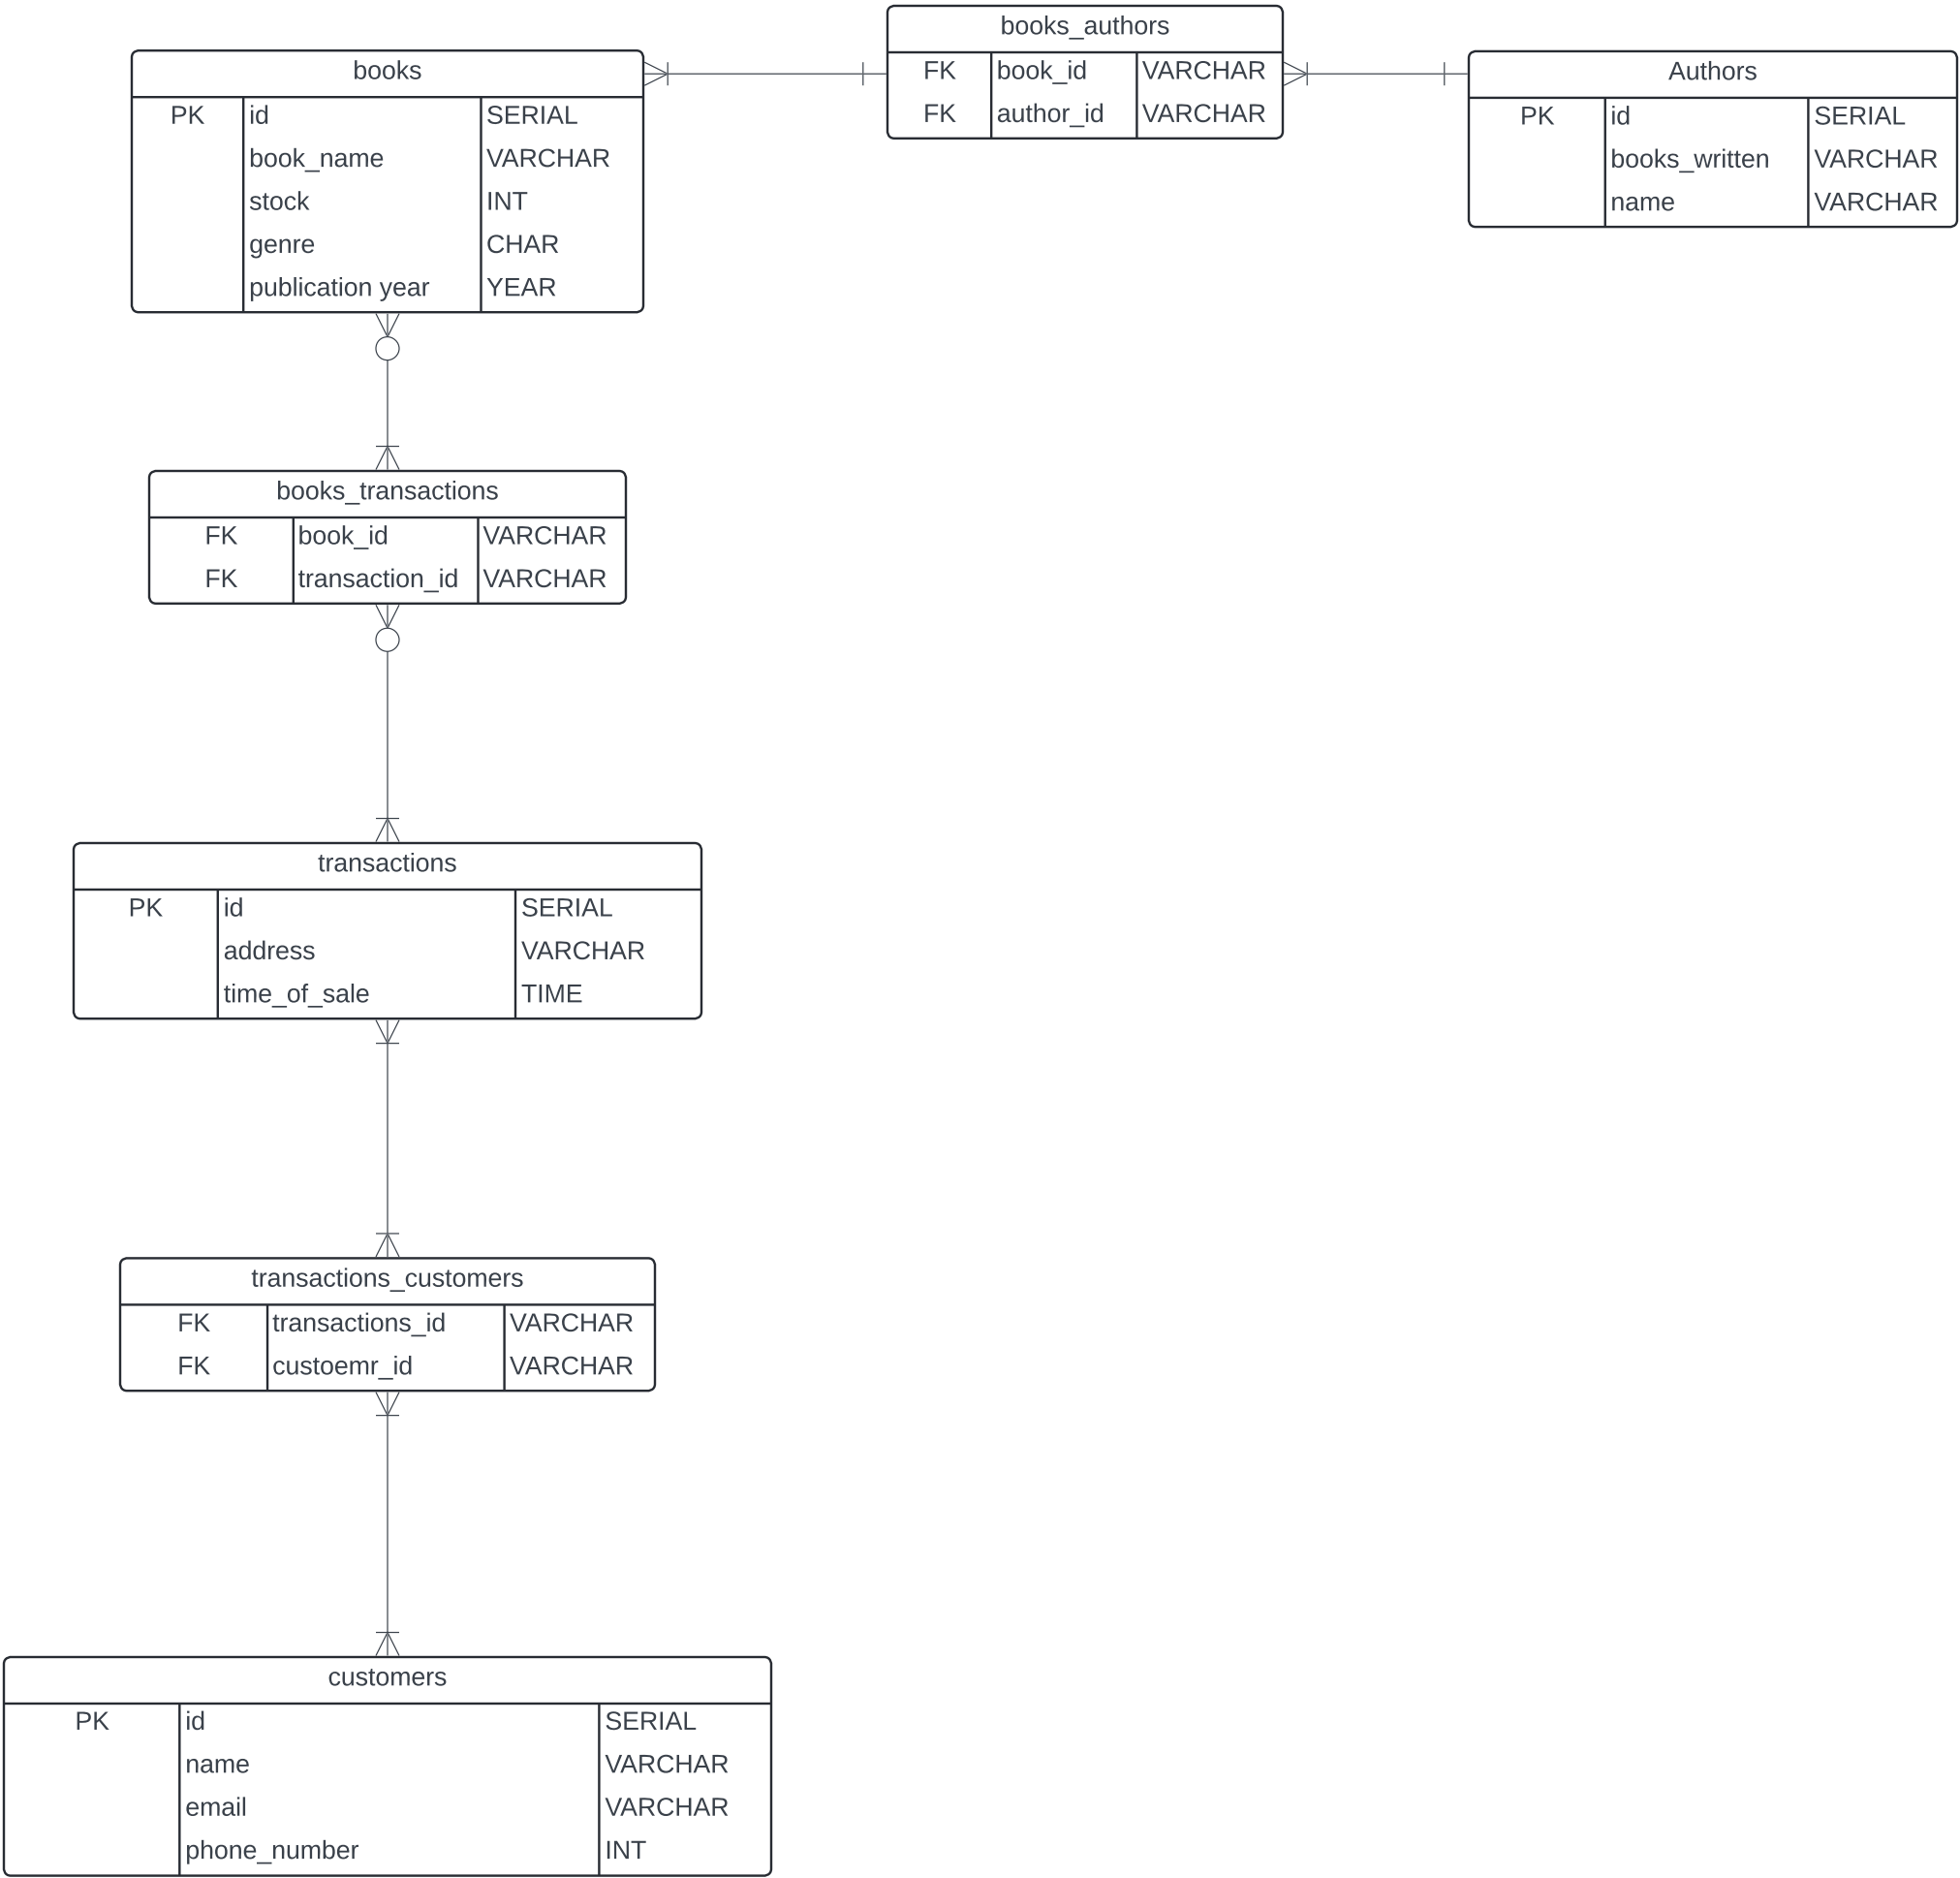 books
PK id SERIAL
book_name VARCHAR
stock INT
genre CHAR
publication year YEAR
books_authors
FK book_id VARCHAR
FK author_id VARCHAR
Authors
PK id SERIAL
books_written VARCHAR
name VARCHAR
books_transactions
FK book_id VARCHAR
FK transaction_id VARCHAR
transactions
PK id SERIAL
address VARCHAR
time_of_sale TIME
transactions_customers
FK transactions_id VARCHAR
FK custoemr_id VARCHAR
customers
PK id SERIAL
name VARCHAR
email VARCHAR
phone_number INT